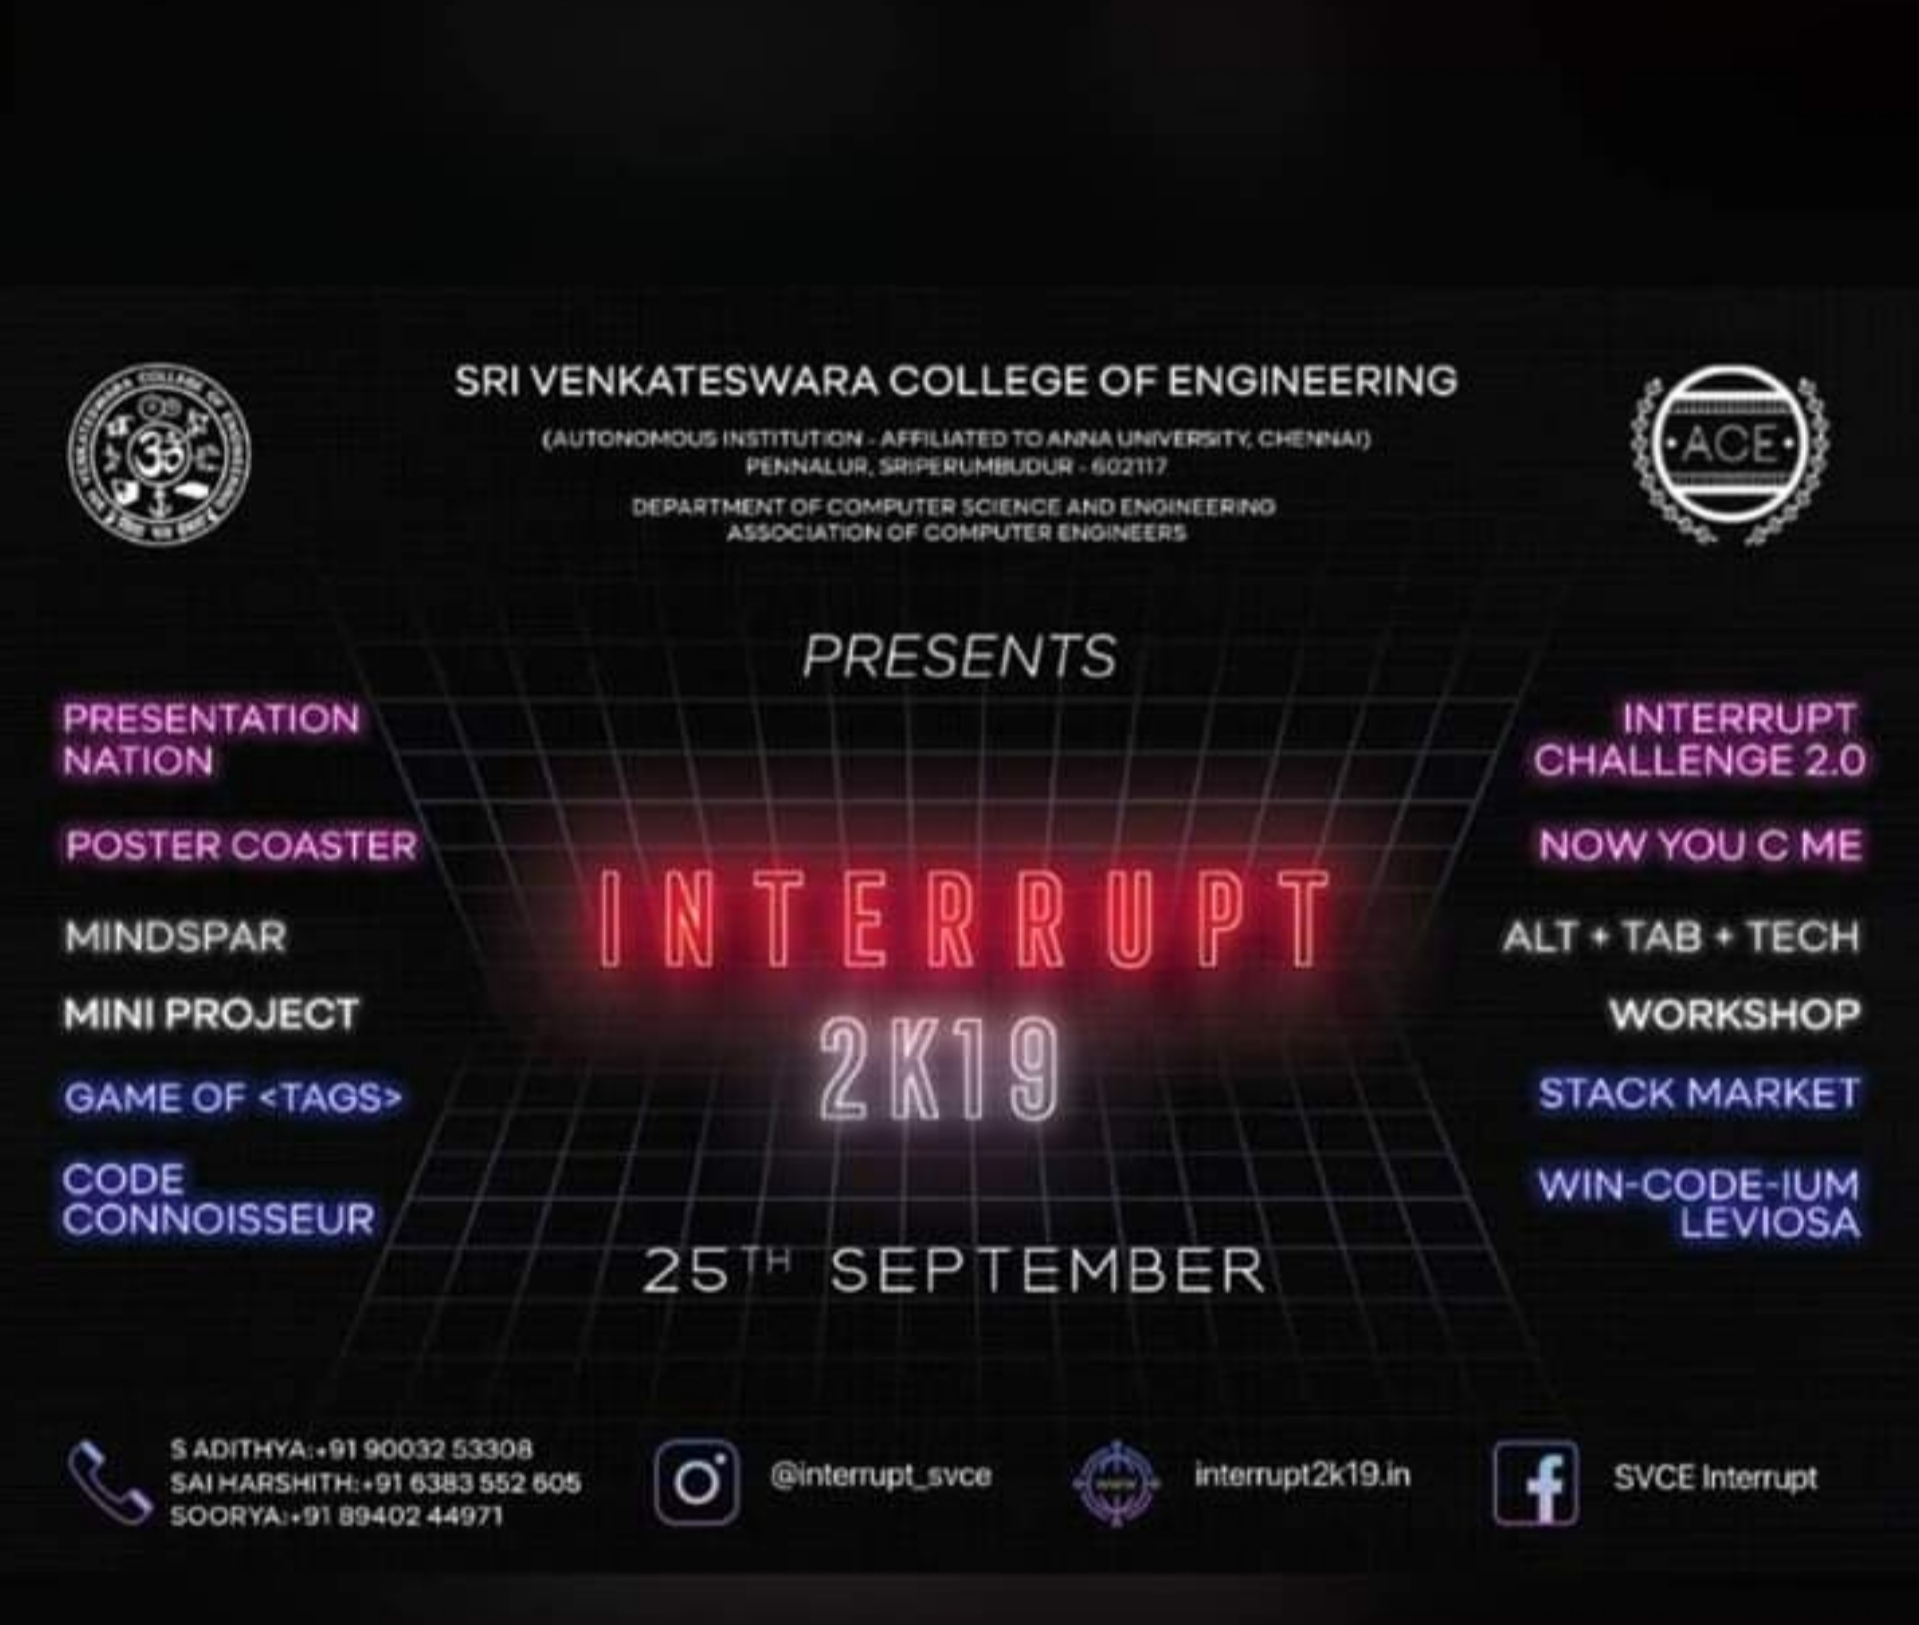 SRI VENKATESWARA COLLEGE OF ENGINEERING
(AUTONOMOUS INSTITUTION - AFFILIATED TO ANNA UNIVERSITY, CHENNAI)
PENNALUR, SRIPERUMBUDUR - 602117
DEPARTMENT OF COMPUTER SCIENCE AND ENGINEERING
ASSOCIATION OF COMPUTER ENGINEERS
ACE
PRESENTS
PRESENTATION
NATION
POSTER COASTER
MINDSPAR
MINI PROJECT
GAME OF <TAGS>
CODE
CONNOISSEUR
INTERRUPT
2K19
25TH SEPTEMBER
INTERRUPT
CHALLENGE 2.0
NOW YOU C ME
ALT + TAB + TECH
WORKSHOP
STACK MARKET
WIN-CODE-IUM
LEVIOSA
S ADITHYA:+91 90032 53308
SAI HARSHITH:+91 6383 552 605
SOORYA:+91 89402 44971
@interrupt_svce
interrupt2k19.in
SVCE Interrupt